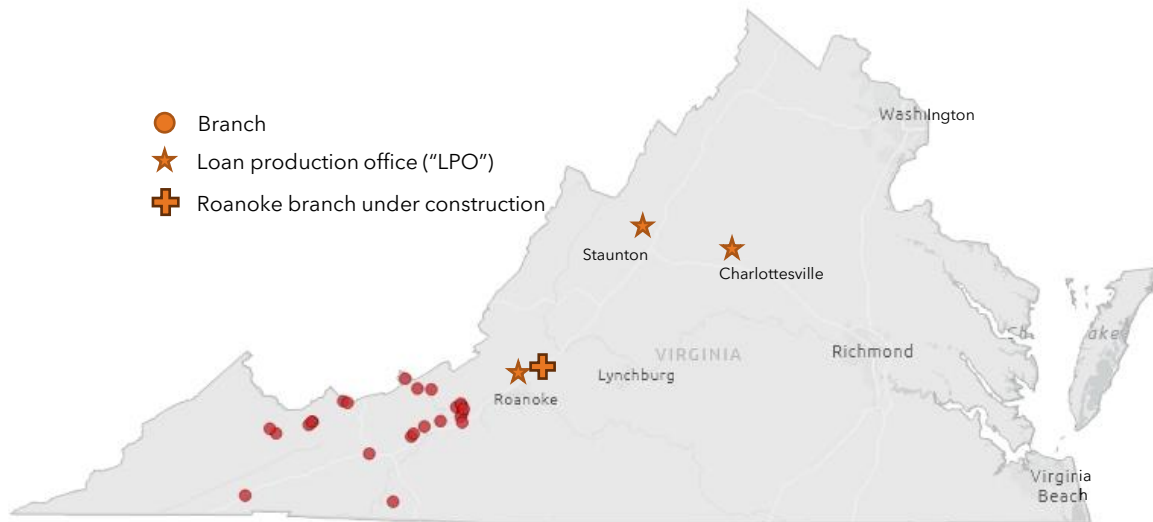 Branch
Loan production office (“LPO”)
Roanoke branch under construction
Washington
Staunton
Charlottesville
VIRGINIA
Richmond
Lynchburg
Roanoke
Virginia
Beach